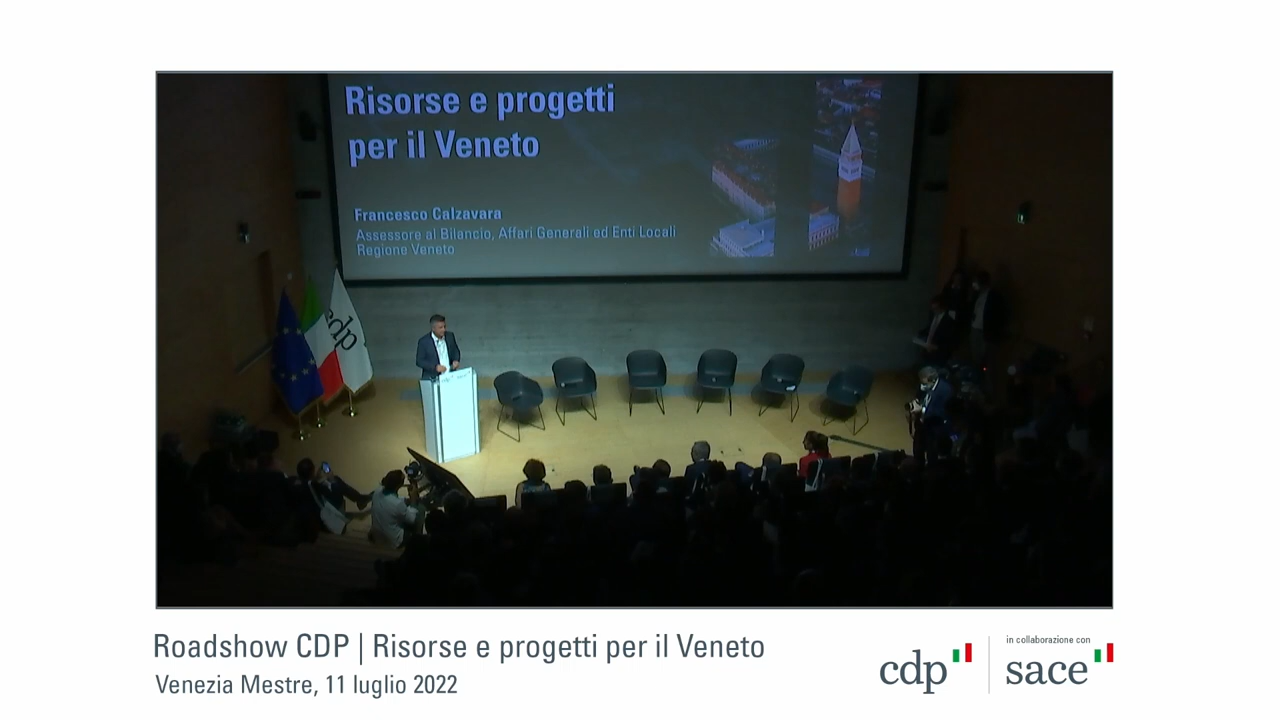 Risorse e progetti
per il Veneto
Francesco Calzavara
Assessore al Bilancio, Affari Generali ed Enti Locali
Regione Veneto
cdp
Roadshow CDP | Risorse e progetti per il Veneto
Venezia Mestre, 11 luglio 2022
cdp
in collaborazione con
sace